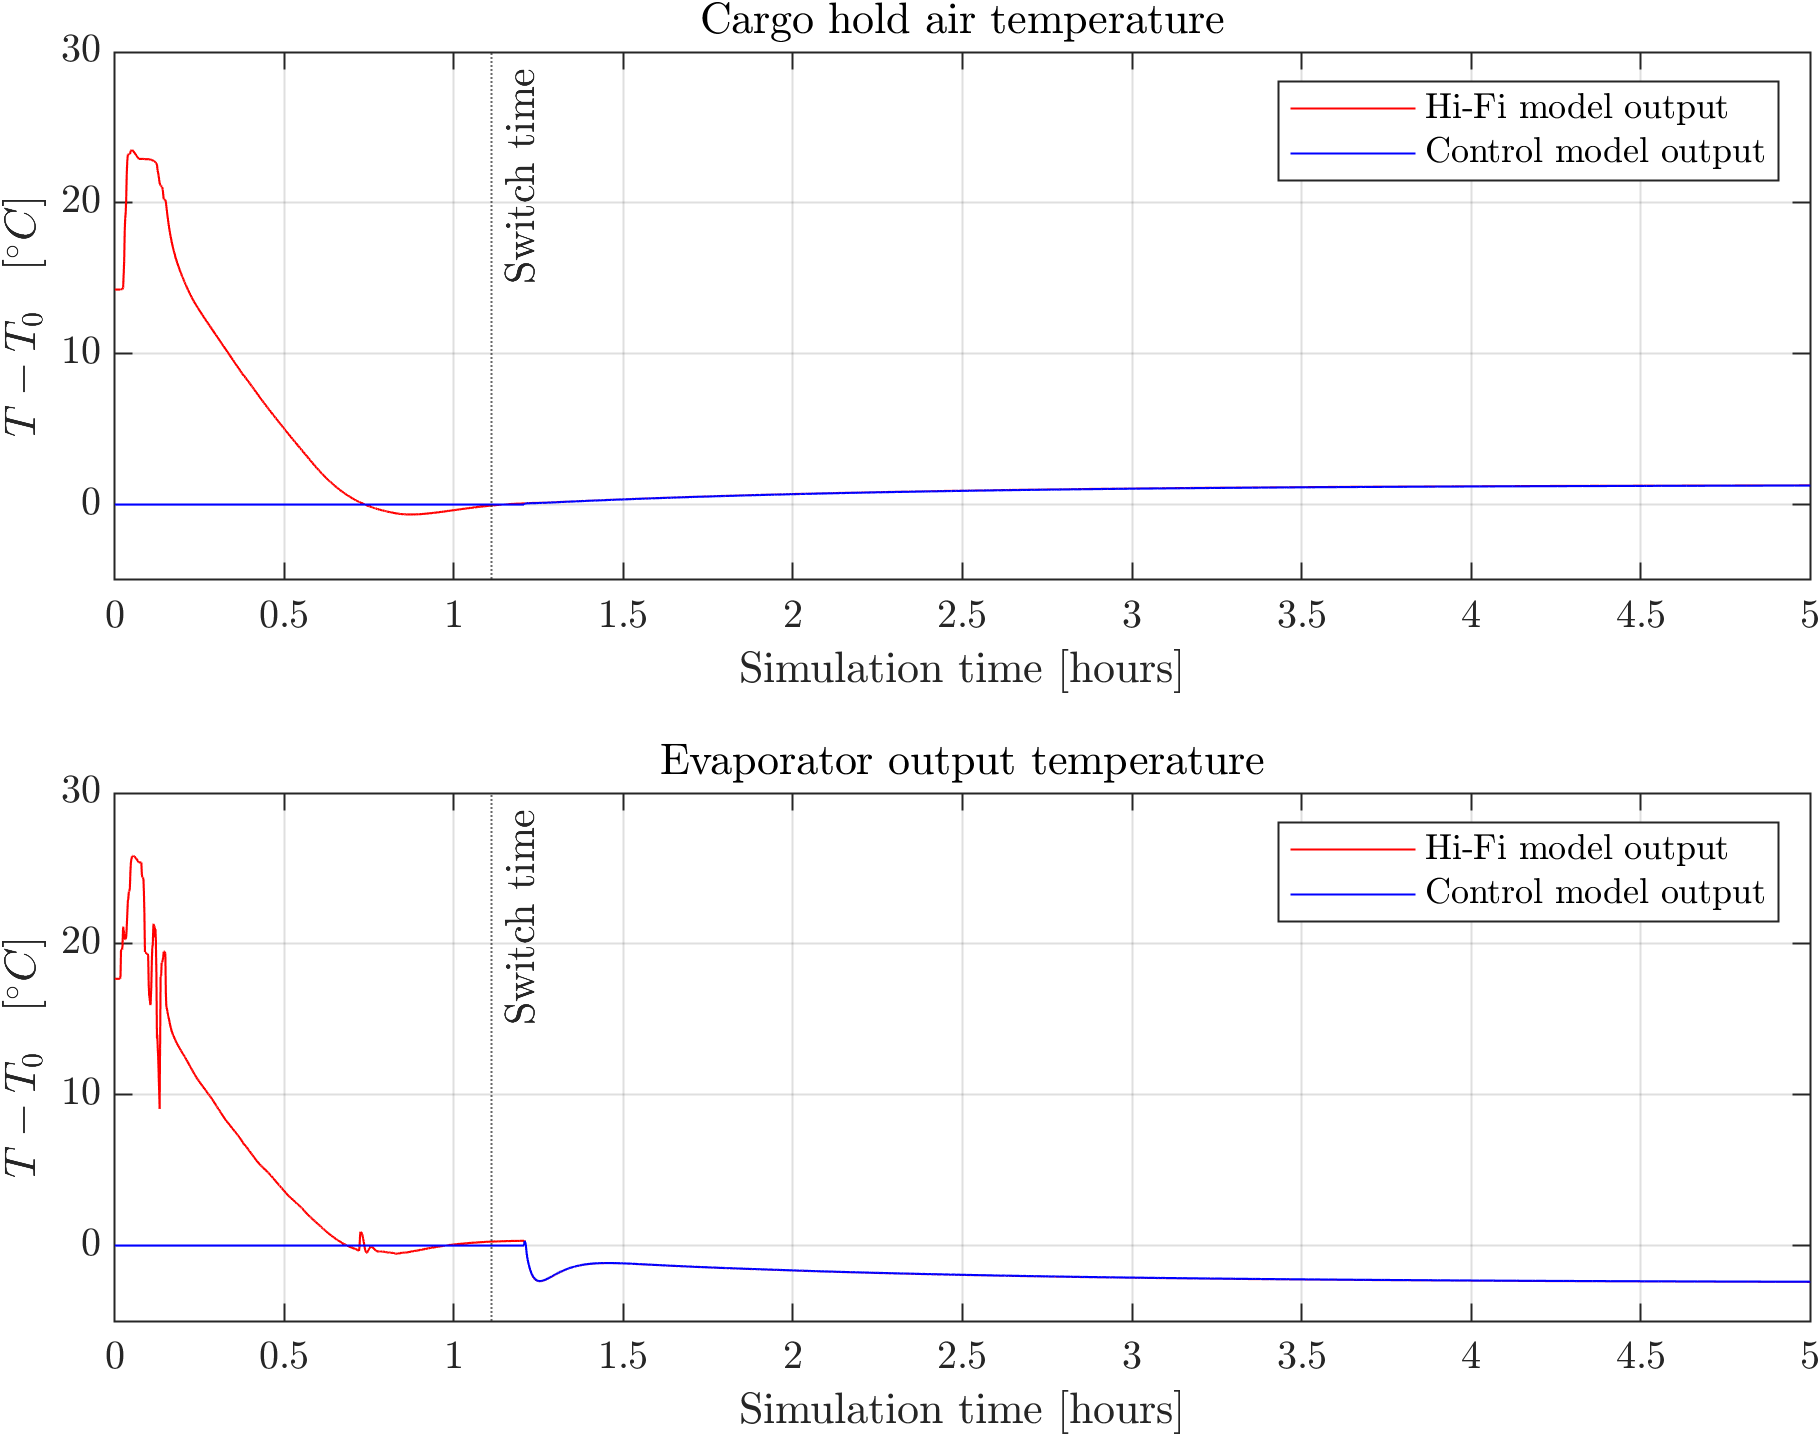 Cargo hold air temperature
30
20
10
0
T − T₀ [°C]
Switch time
Hi-Fi model output
Control model output
0 0.5 1 1.5 2 2.5 3 3.5 4 4.5 5
Simulation time [hours]
Evaporator output temperature
30
20
10
0
T − T₀ [°C]
Switch time
Hi-Fi model output
Control model output
0 0.5 1 1.5 2 2.5 3 3.5 4 4.5 5
Simulation time [hours]